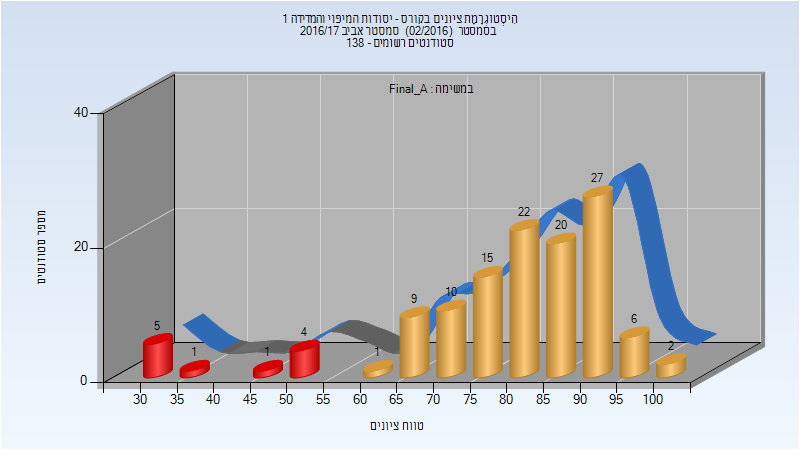 היסטוגרמת ציונים בקורס - יסודות המיפוי והמדידה 1
בסמסטר (02/2016) סמסטר אביב 2016/17
סטודנטים רשומים - 138
במשימה : Final_A
מספר סטודנטים
40
20
0
5
1
1
4
1
9
10
15
22
20
27
6
2
30 35 40 45 50 55 60 65 70 75 80 85 90 95 100
טווח ציונים